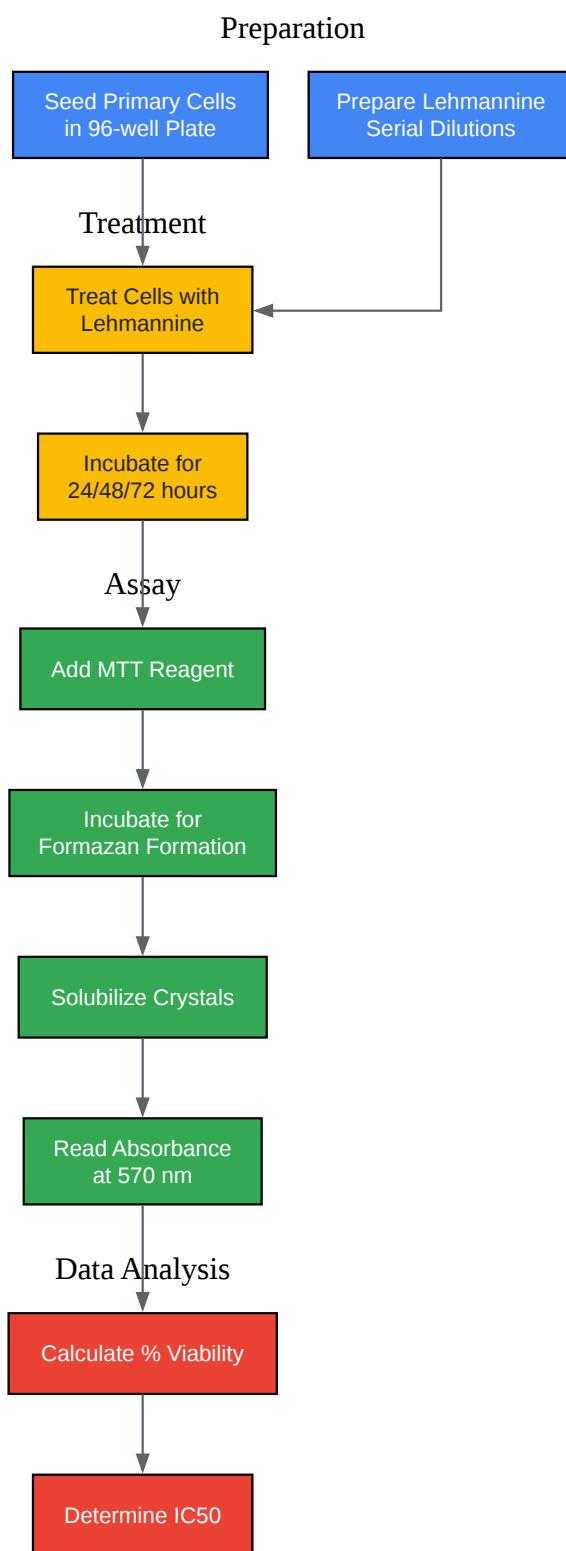 Preparation
Seed Primary Cells
in 96-well Plate
Prepare Lehmannine
Serial Dilutions
Treatment
Treat Cells with
Lehmannine
Incubate for
24/48/72 hours
Assay
Add MTT Reagent
Incubate for
Formazan Formation
Solubilize Crystals
Read Absorbance
at 570 nm
Data Analysis
Calculate % Viability
Determine IC50